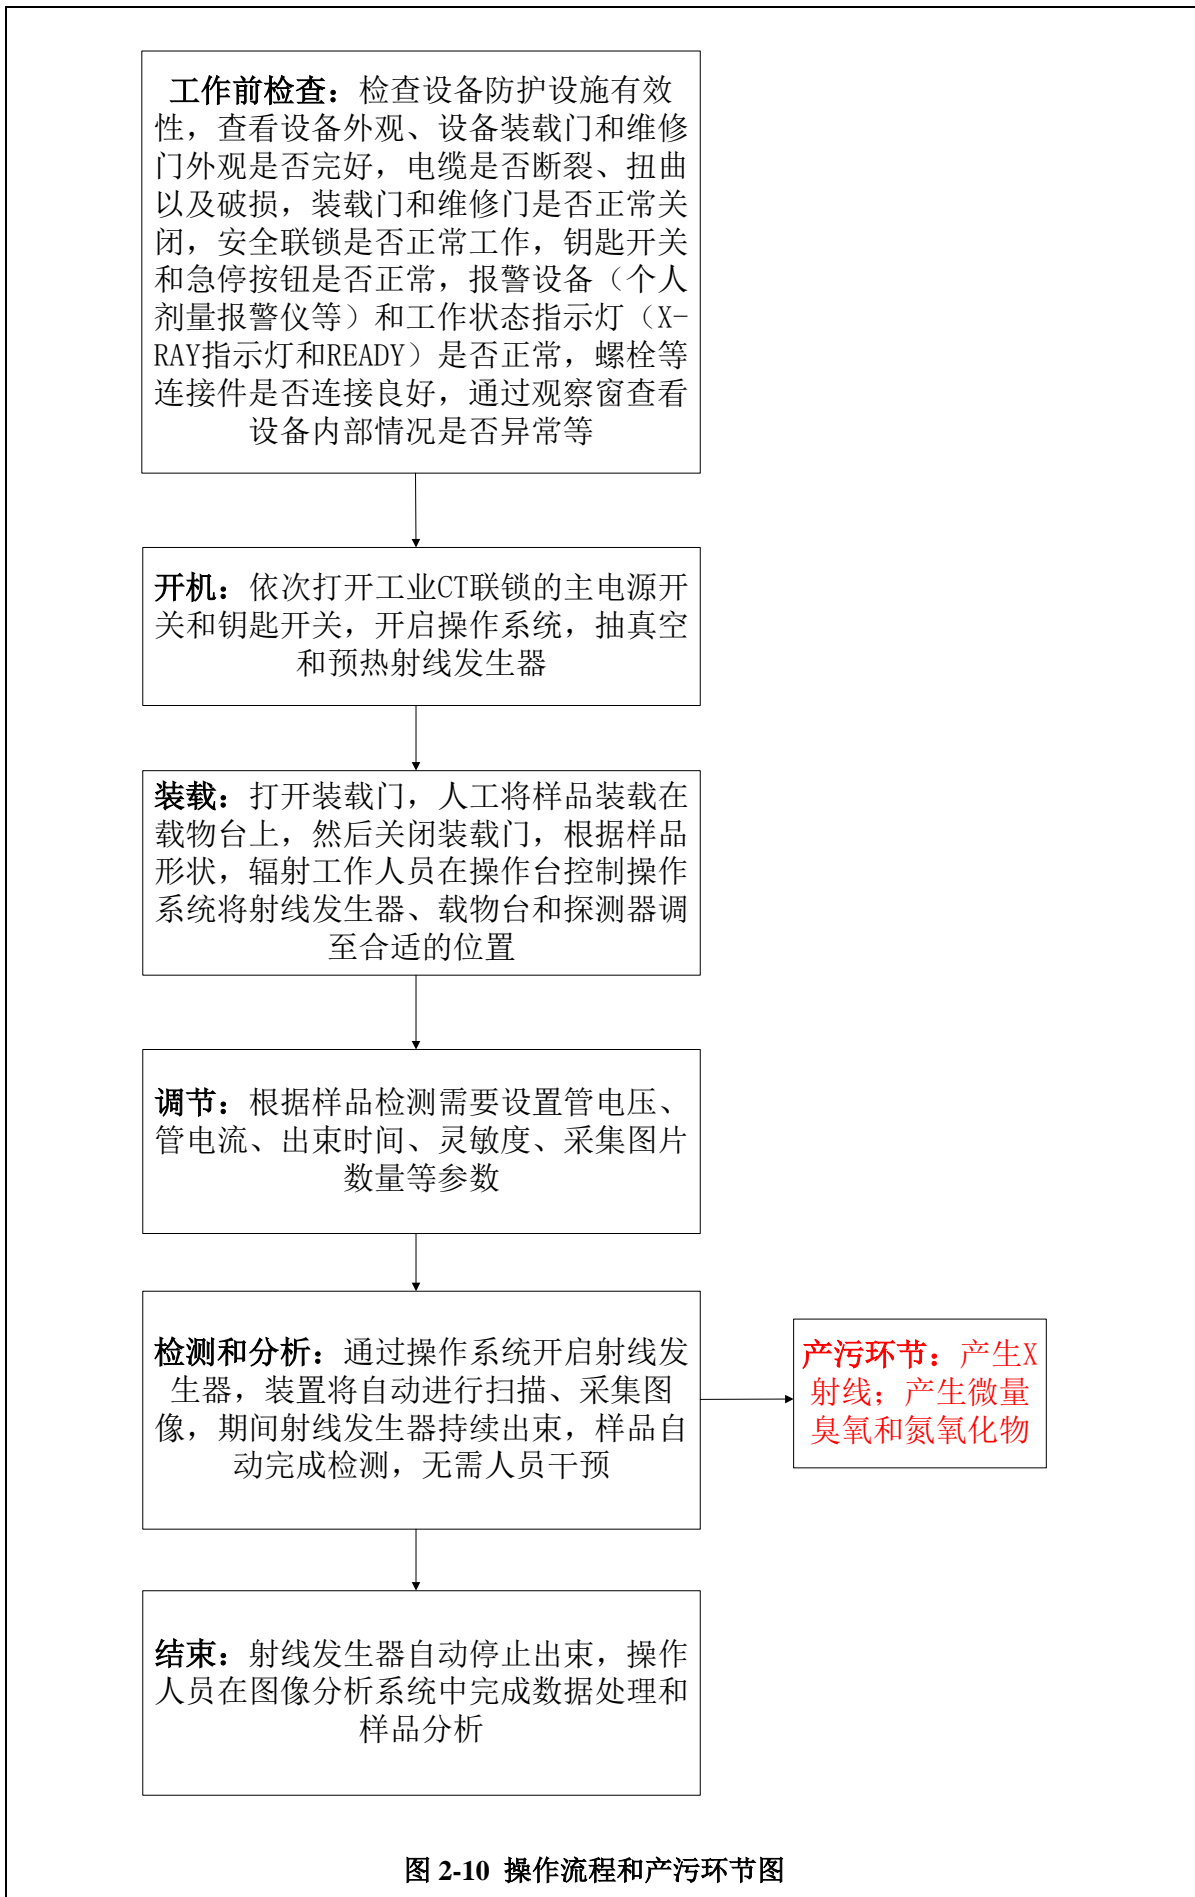 工作前检查：检查设备防护设施有效
性，查看设备外观、设备装载门和维修
门外观是否完好，电缆是否断裂、扭曲
以及破损，装载门和维修门是否正常关
闭，安全联锁是否正常工作，钥匙开关
和急停按钮是否正常，报警设备（个人
剂量报警仪等）和工作状态指示灯（X-
RAY指示灯和READY）是否正常，螺栓等
连接件是否连接良好，通过观察窗查看
设备内部情况是否异常等
开机：依次打开工业CT联锁的主电源开
关和钥匙开关，开启操作系统，抽真空
和预热射线发生器
装载：打开装载门，人工将样品装载在
载物台上，然后关闭装载门，根据样品
形状，辐射工作人员在操作台控制操作
系统将射线发生器、载物台和探测器调
至合适的位置
调节：根据样品检测需要设置管电压、
管电流、出束时间、灵敏度、采集图片
数量等参数
检测和分析：通过操作系统开启射线发
生器，装置将自动进行扫描、采集图
像，期间射线发生器持续出束，样品自
动完成检测，无需人员干预
产污环节：产生X
射线；产生微量
臭氧和氮氧化物
结束：射线发生器自动停止出束，操作
人员在图像分析系统中完成数据处理和
样品分析
图 2-10 操作流程和产污环节图